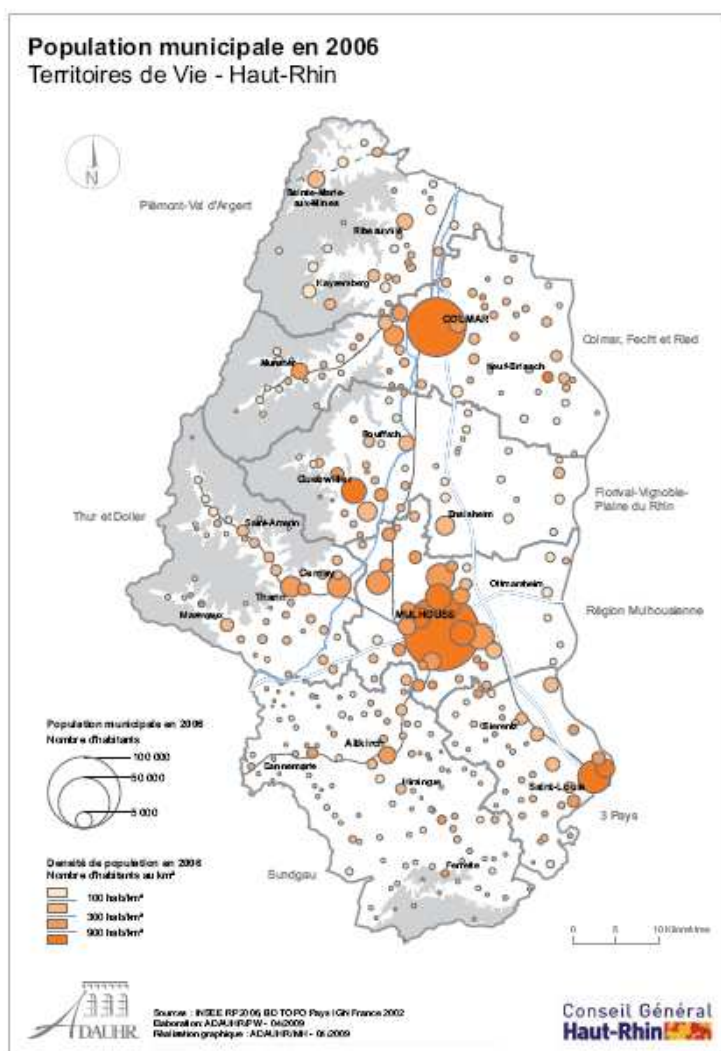 Population municipale en 2006
Territoires de Vie - Haut-Rhin
N
Piémont-Val d'Argent
Sainte-Marie-
aux-Mines
Ribeauvillé
Kaysersberg
COLMAR
Colmar, Fecht et Ried
Munster
Neuf-Brisach
Rouffach
Guebwiller
Florival-Vignoble-
Plaine du Rhin
Thur et Doller
Saint-Amarin
Ensisheim
Cernay
Thann
Ottmarsheim
Région Mulhousienne
Masevaux
MULHOUSE
Sierentz
Altkirch
Dannemarie
Hirsingue
Saint-Louis
3 Pays
Sundgau
Ferrette
Population municipale en 2006
Nombre d'habitants
100 000
50 000
5 000
Densité de population en 2006
Nombre d'habitants au km²
100 hab/km²
300 hab/km²
900 hab/km²
0 5 10 Kilomètres
ADAUHR
Sources : INSEE RP2006, BD TOPO Pays IGN France 2002
Elaboration: ADAUHR/PW - 04/2009
Réalisation graphique : ADAUHR/MH - 06/2009
Conseil Général
Haut-Rhin